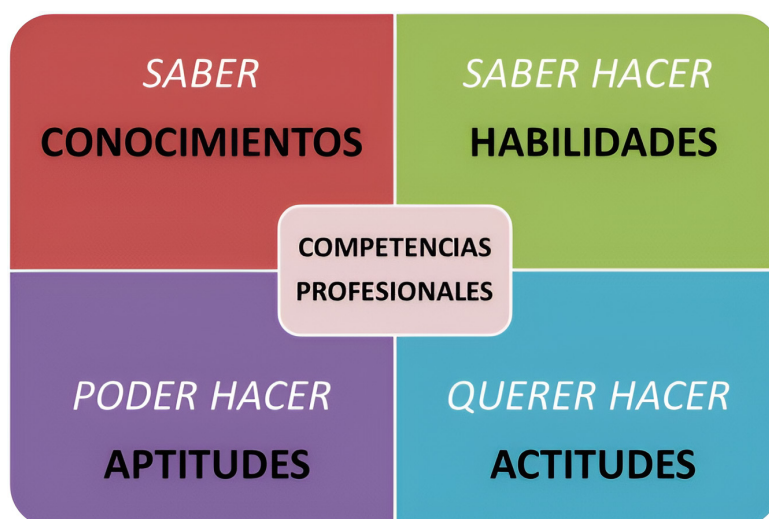 SABER
CONOCIMIENTOS
SABER HACER
HABILIDADES
COMPETENCIAS
PROFESIONALES
PODER HACER
APTITUDES
QUERER HACER
ACTITUDES